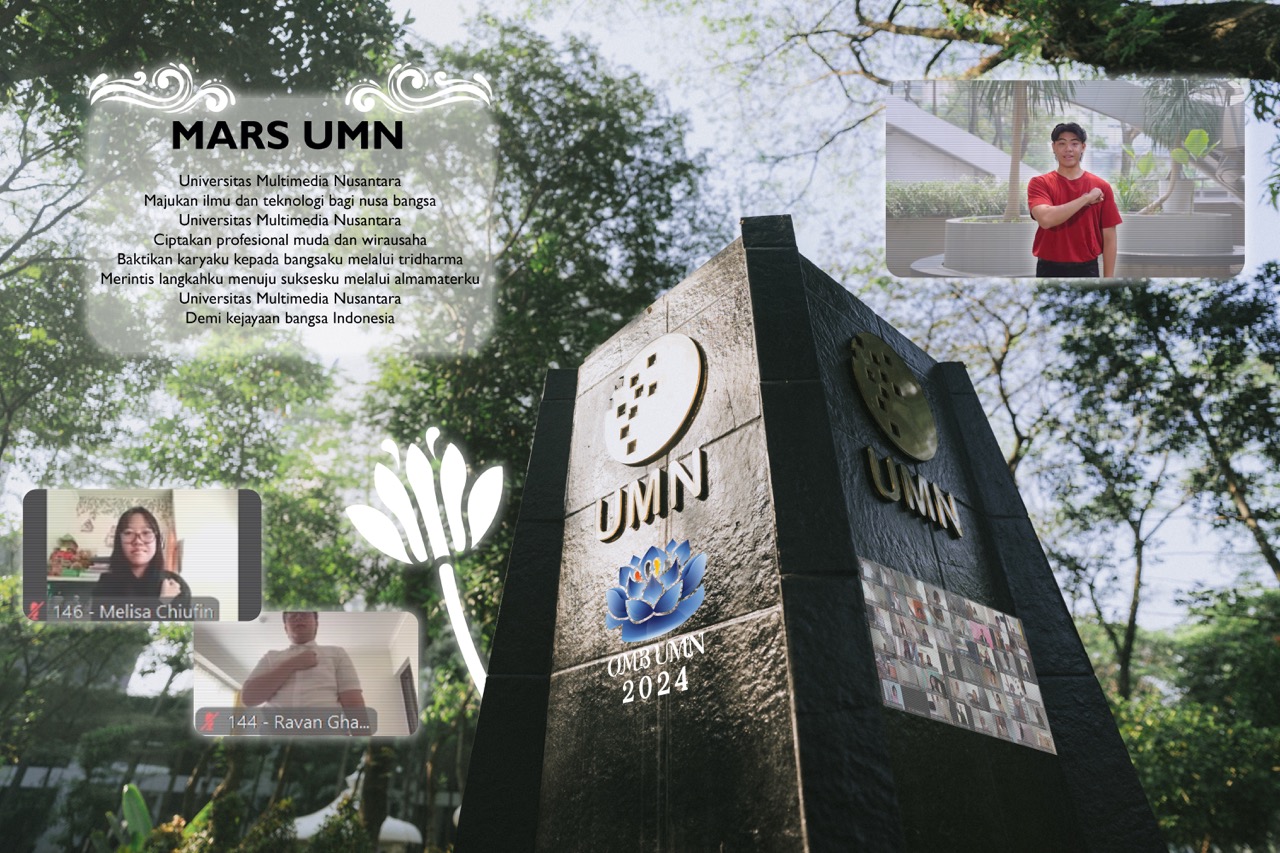 MARS UMN
Universitas Multimedia Nusantara
Majukan ilmu dan teknologi bagi nusa bangsa
Universitas Multimedia Nusantara
Ciptakan profesional muda dan wirausaha
Baktikan karyaku kepada bangsaku melalui tridharma
Merintis langkahku menuju suksesku melalui almamaterku
Universitas Multimedia Nusantara
Demi kejayaan bangsa Indonesia
UMN
UMN
OMB UMN
2024
146 - Melisa Chiufin
144 - Ravan Gha...